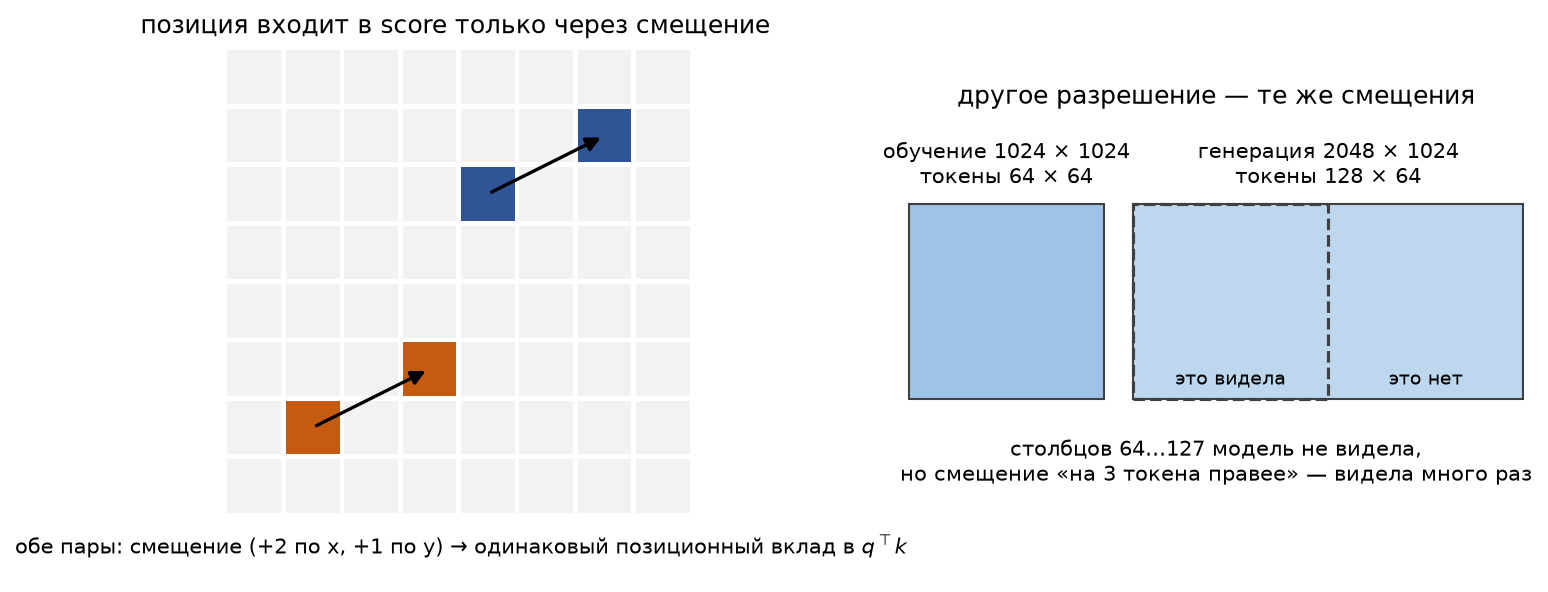 позиция входит в score только через смещение
обе пары: смещение (+2 по x, +1 по y) → одинаковый позиционный вклад в q⊤k
другое разрешение — те же смещения
обучение 1024 × 1024
токены 64 × 64
генерация 2048 × 1024
токены 128 × 64
это видела
это нет
столбцов 64…127 модель не видела,
но смещение «на 3 токена правее» — видела много раз